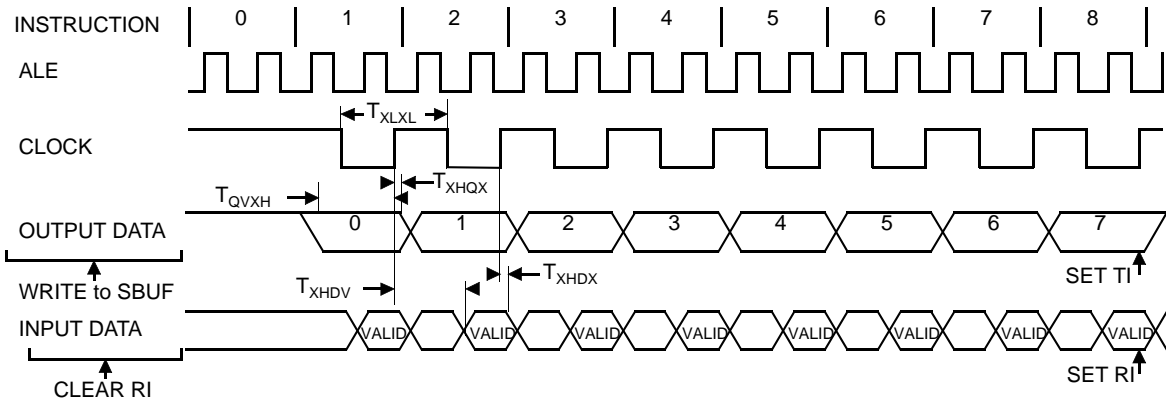 INSTRUCTION 0 1 2 3 4 5 6 7 8
ALE
TXLXL
CLOCK
TXHQX
TQVXH
0 1 2 3 4 5 6 7
OUTPUT DATA
TXHDX
SET TI
WRITE to SBUF
TXHDV
INPUT DATA
VALID VALID VALID VALID VALID VALID VALID VALID
SET RI
CLEAR RI